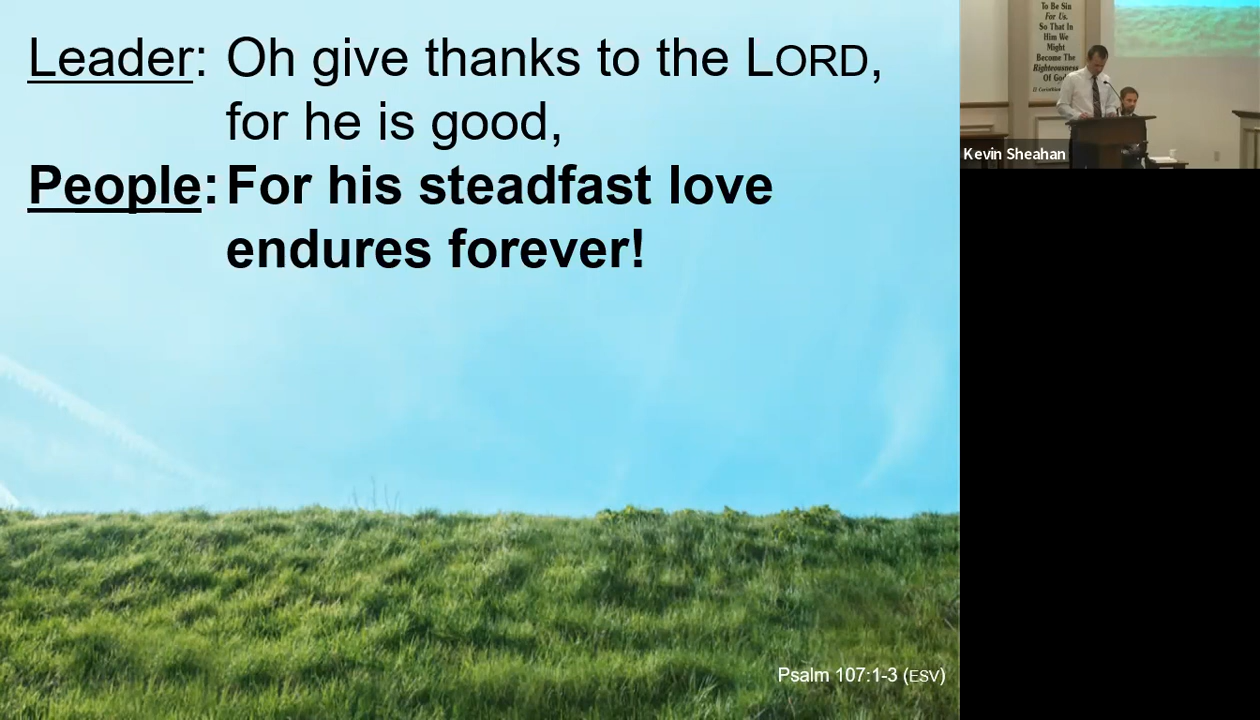 Leader: Oh give thanks to the LORD,
for he is good,
People: For his steadfast love
endures forever!
Psalm 107:1-3 (ESV)
To Be Sin
For Us,
So That In
Him We
Might
Become The
Righteousness
Of God
II Corinthians
Kevin Sheahan